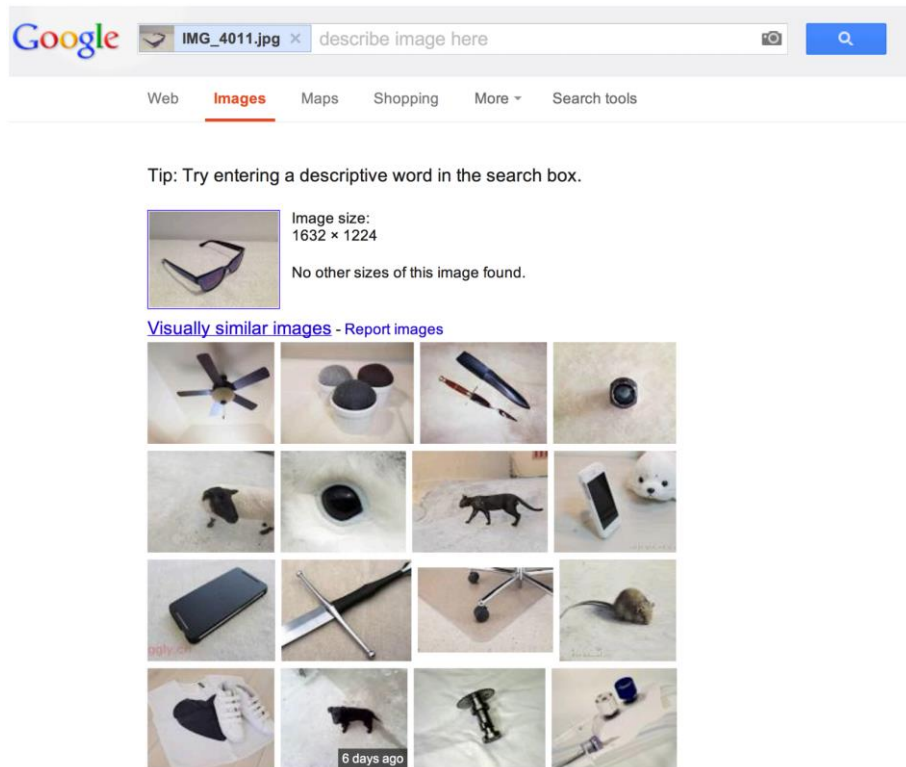 Google IMG_4011.jpg × describe image here
Web Images Maps Shopping More Search tools
Tip: Try entering a descriptive word in the search box.
Image size:
1632 × 1224
No other sizes of this image found.
Visually similar images - Report images
ggly.cn
6 days ago